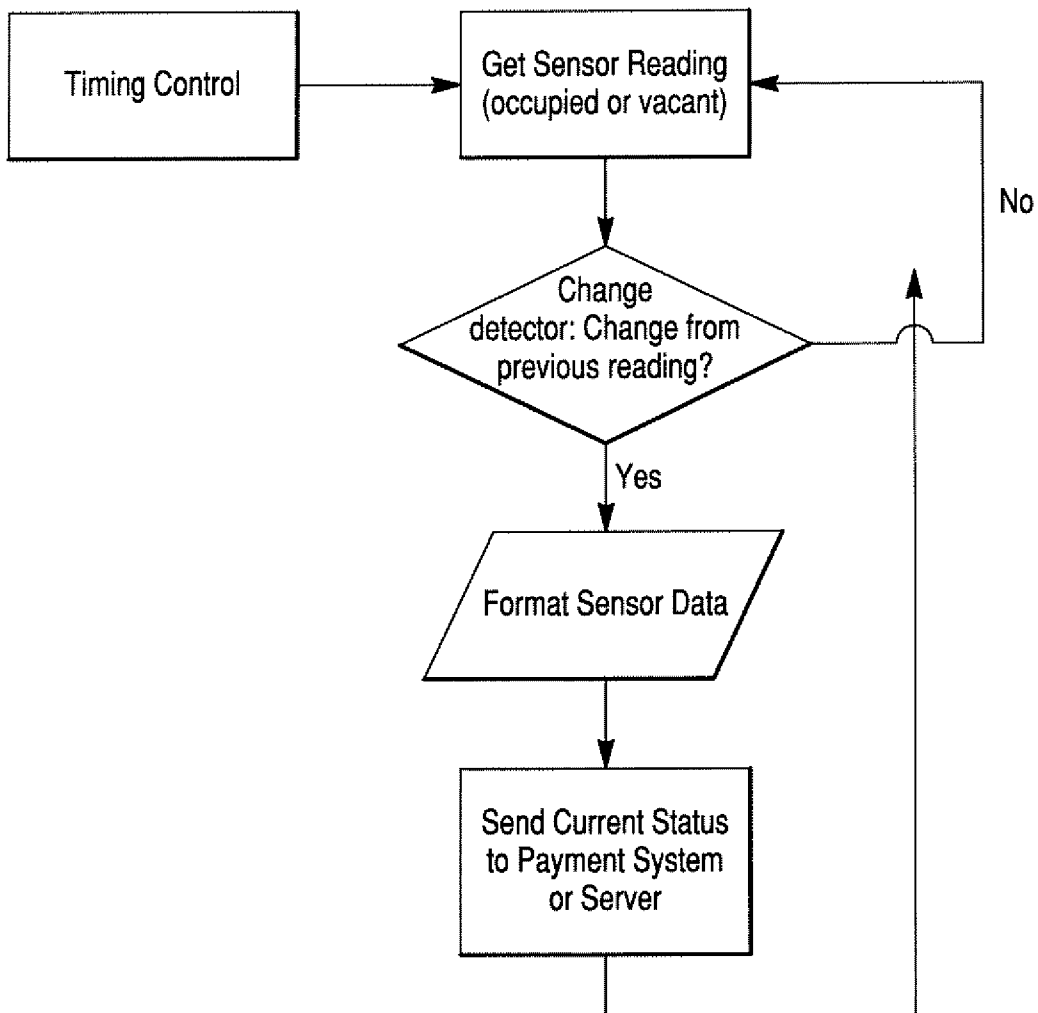 Timing Control
Get Sensor Reading
(occupied or vacant)
No
Change
detector: Change from
previous reading?
Yes
Format Sensor Data
Send Current Status
to Payment System
or Server